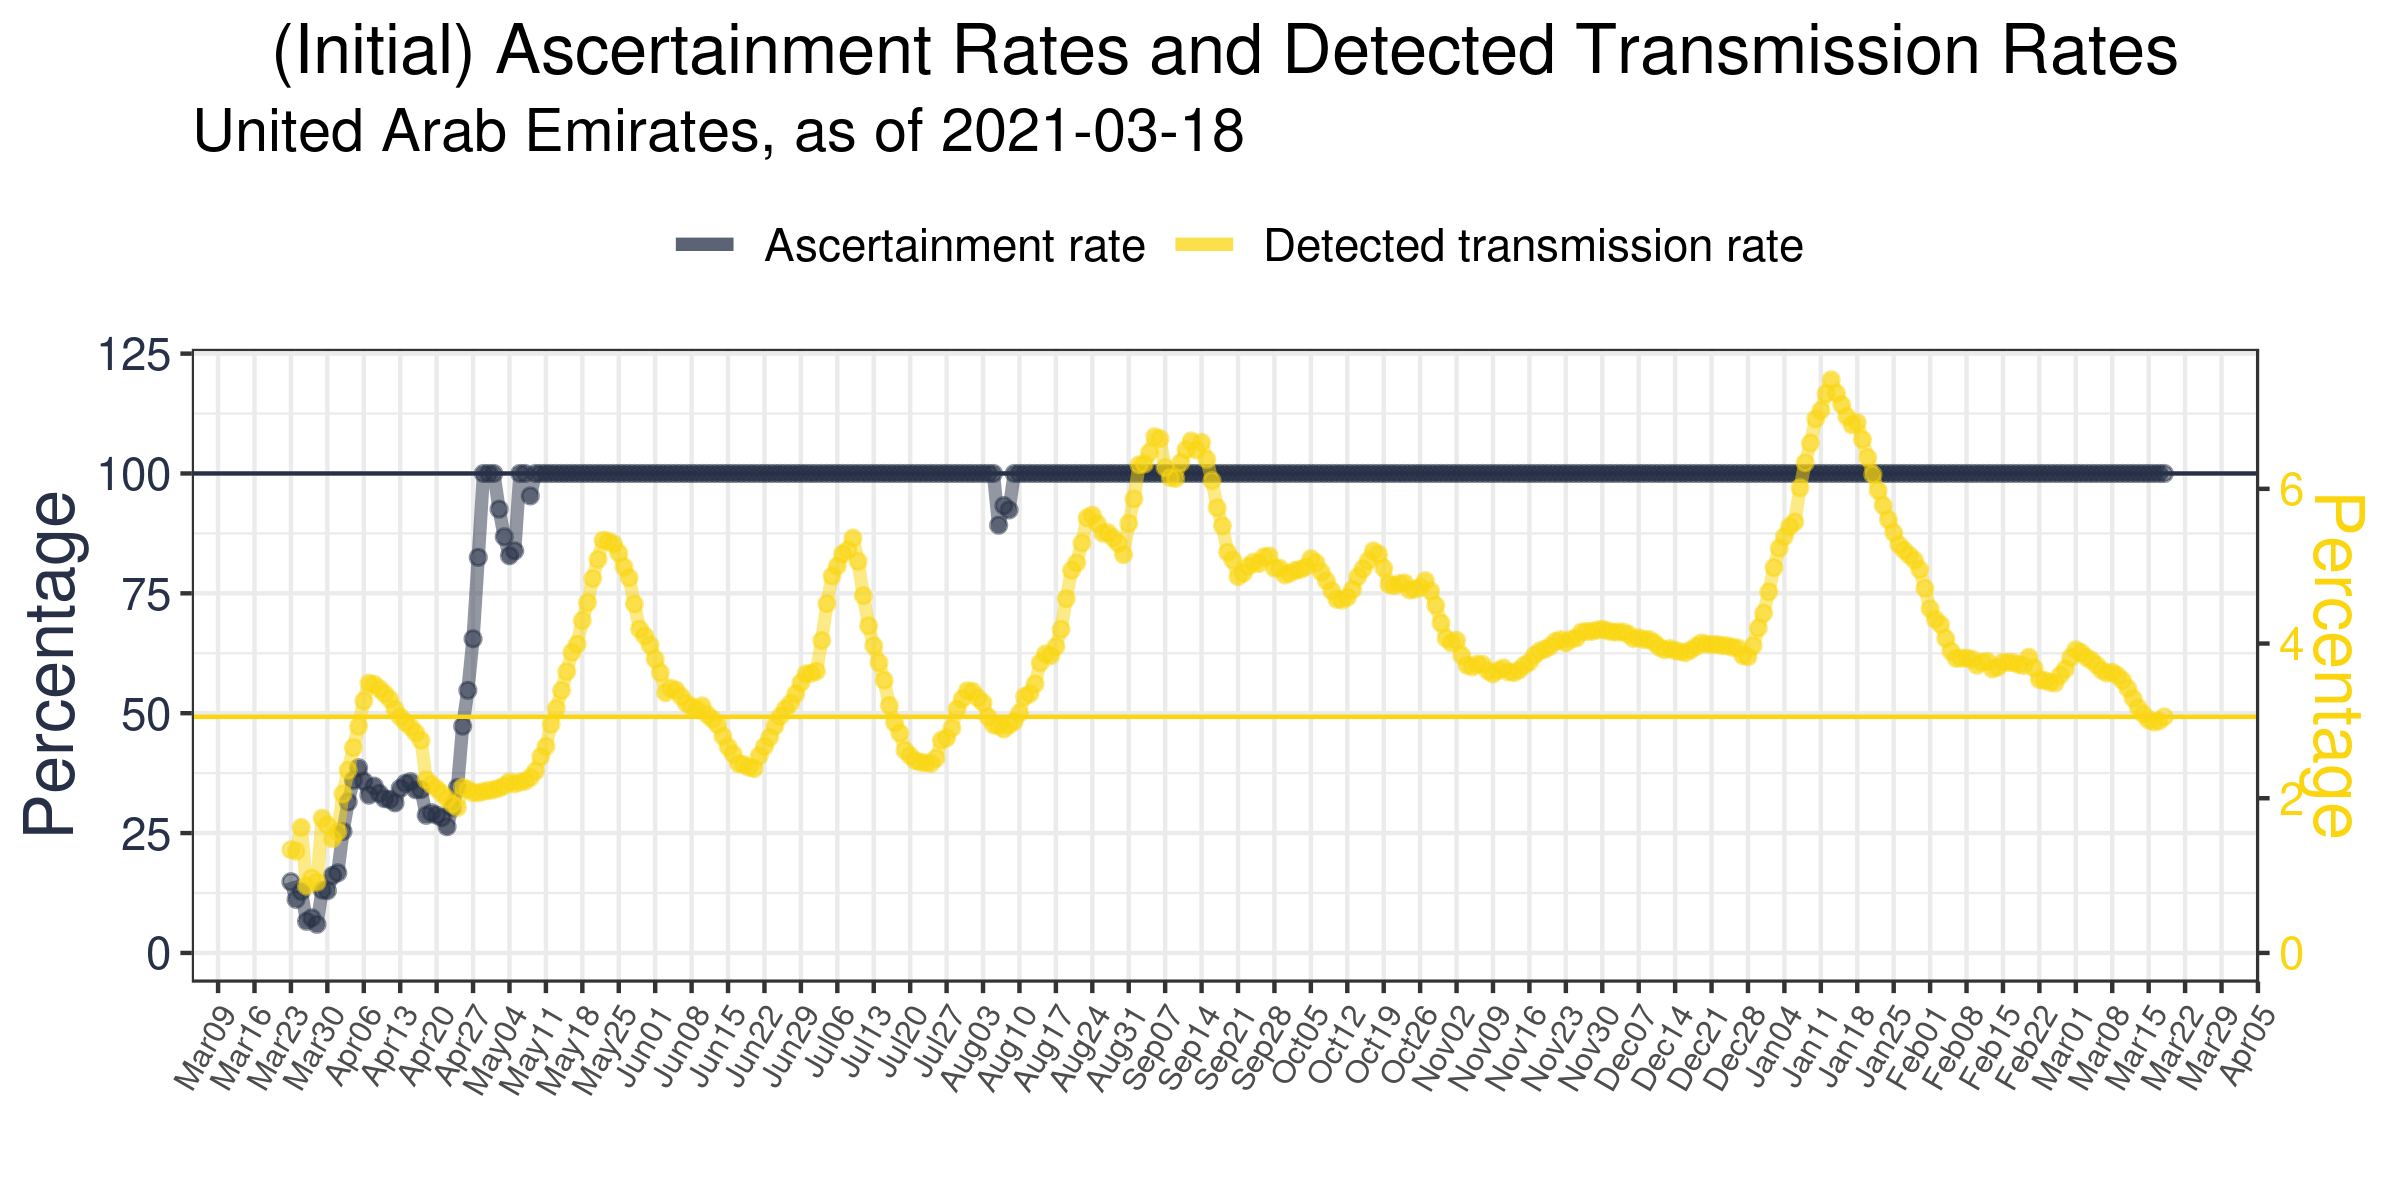 (Initial) Ascertainment Rates and Detected Transmission Rates
United Arab Emirates, as of 2021-03-18
Ascertainment rate
Detected transmission rate
Percentage
125
100
75
50
25
0
6
4
2
0
Percentage
Mar09
Mar16
Mar23
Mar30
Apr06
Apr13
Apr20
Apr27
May04
May11
May18
May25
Jun01
Jun08
Jun15
Jun22
Jun29
Jul06
Jul13
Jul20
Jul27
Aug03
Aug10
Aug17
Aug24
Aug31
Sep07
Sep14
Sep21
Sep28
Oct05
Oct12
Oct19
Oct26
Nov02
Nov09
Nov16
Nov23
Nov30
Dec07
Dec14
Dec21
Dec28
Jan04
Jan11
Jan18
Jan25
Feb01
Feb08
Feb15
Feb22
Mar01
Mar08
Mar15
Mar22
Mar29
Apr05